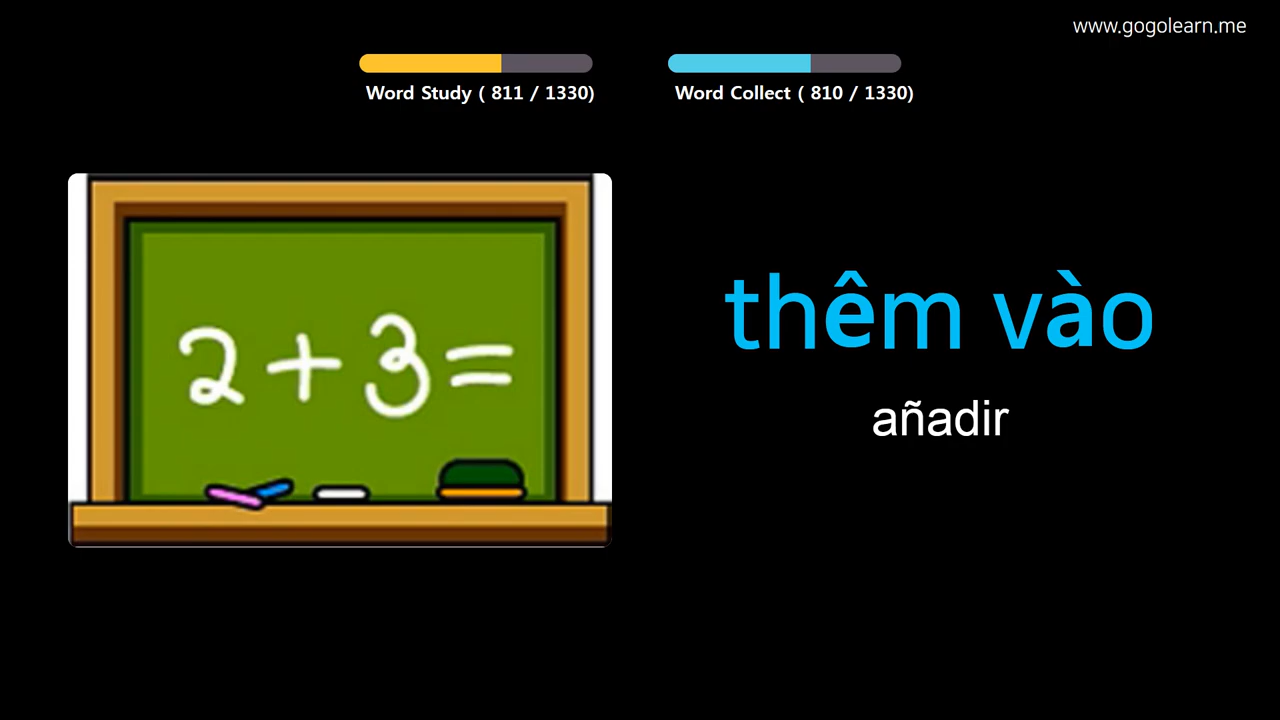 www.gogolearn.me
Word Study ( 811 / 1330)
Word Collect ( 810 / 1330)
2 + 3 =
thêm vào
añadir